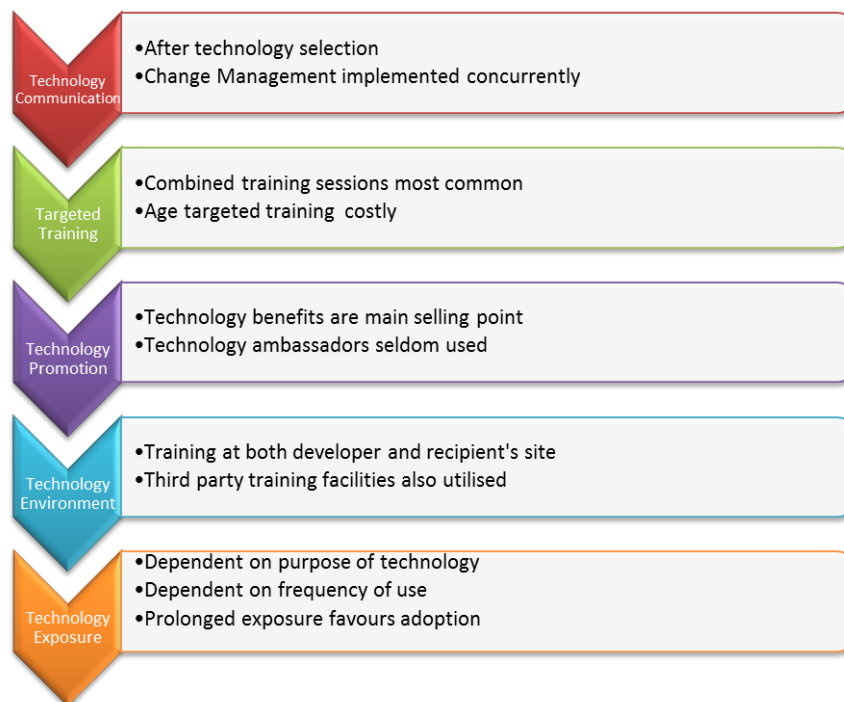 Technology
Communication
•After technology selection
•Change Management implemented concurrently
Targeted
Training
•Combined training sessions most common
•Age targeted training costly
Technology
Promotion
•Technology benefits are main selling point
•Technology ambassadors seldom used
Technology
Environment
•Training at both developer and recipient's site
•Third party training facilities also utilised
Technology
Exposure
•Dependent on purpose of technology
•Dependent on frequency of use
•Prolonged exposure favours adoption